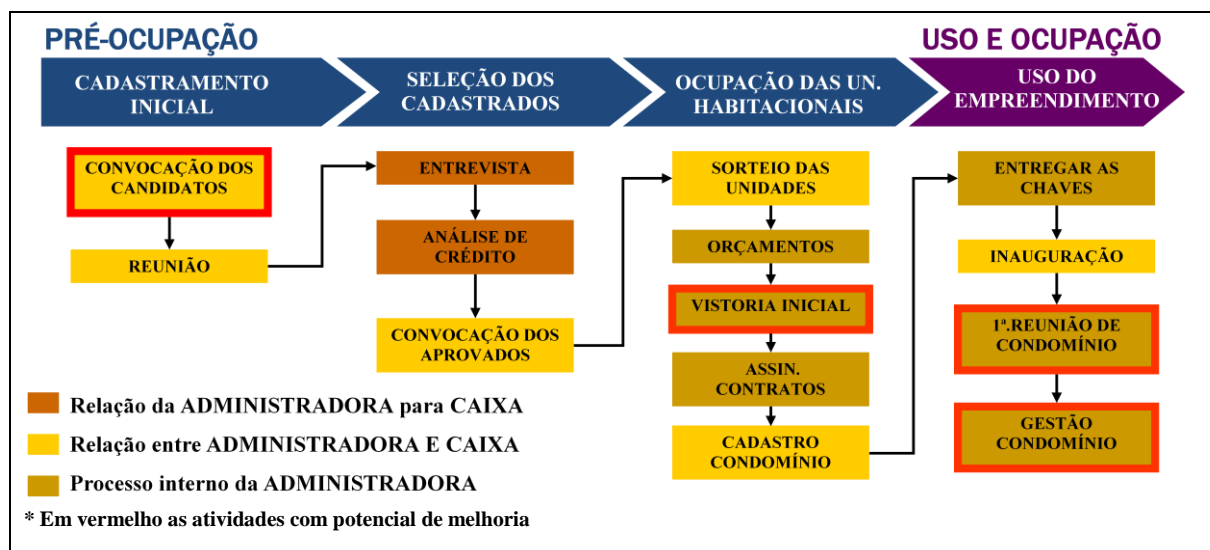 PRÉ-OCUPAÇÃO
USO E OCUPAÇÃO
CADASTRAMENTO
INICIAL
SELEÇÃO DOS
CADASTRADOS
OCUPAÇÃO DAS UN.
HABITACIONAIS
USO DO
EMPREENDIMENTO
CONVOCAÇÃO DOS
CANDIDATOS
REUNIÃO
ENTREVISTA
ANÁLISE DE
CRÉDITO
CONVOCAÇÃO DOS
APROVADOS
SORTEIO DAS
UNIDADES
ORÇAMENTOS
VISTORIA INICIAL
ASSIN.
CONTRATOS
CADASTRO
CONDOMÍNIO
ENTREGAR AS
CHAVES
INAUGURAÇÃO
1ª.REUNIÃO DE
CONDOMÍNIO
GESTÃO
CONDOMÍNIO
Relação da ADMINISTRADORA para CAIXA
Relação entre ADMINISTRADORA E CAIXA
Processo interno da ADMINISTRADORA
* Em vermelho as atividades com potencial de melhoria